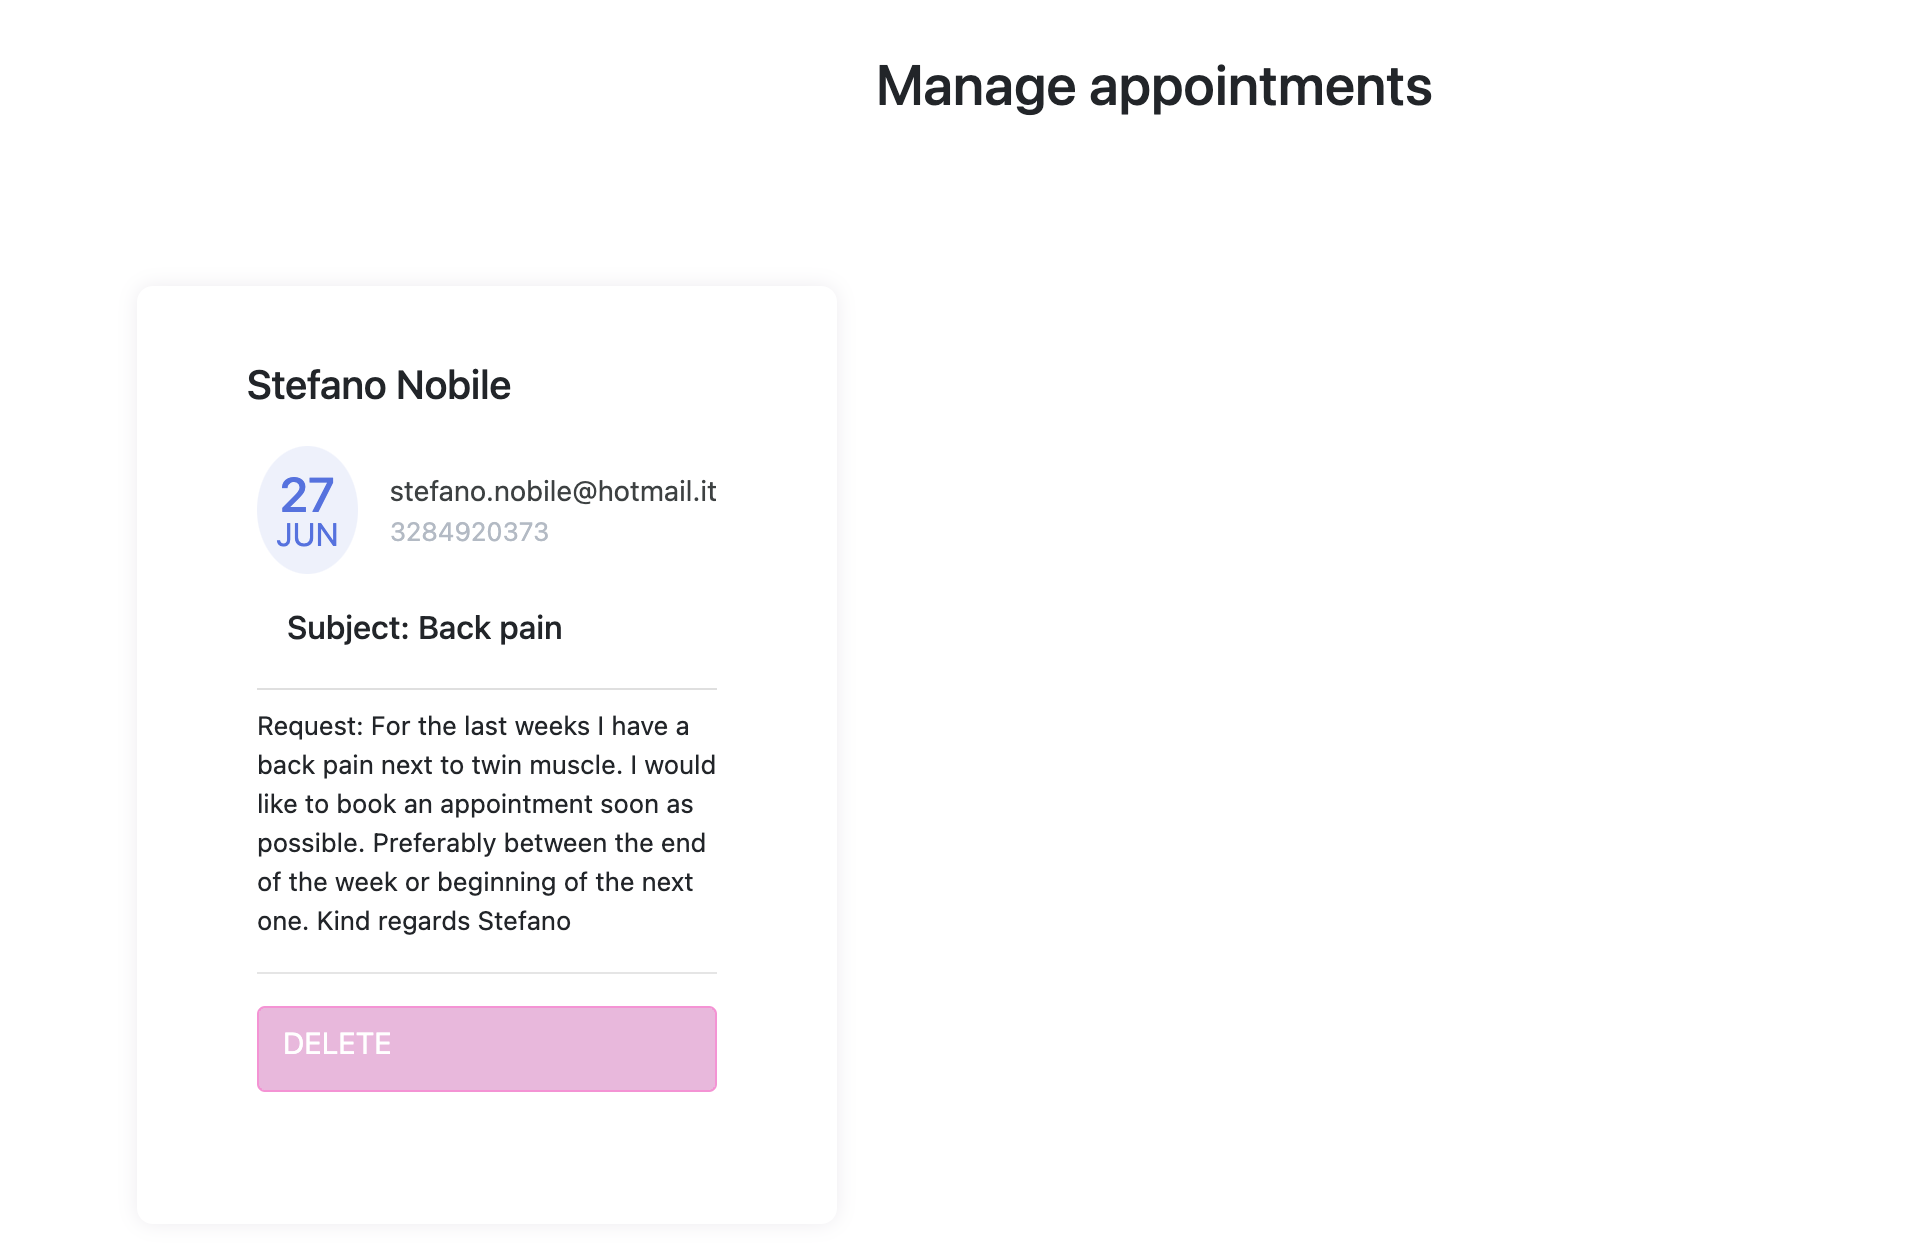 Manage appointments
Stefano Nobile
27
JUN
stefano.nobile@hotmail.it
3284920373
Subject: Back pain
Request: For the last weeks I have a
back pain next to twin muscle. I would
like to book an appointment soon as
possible. Preferably between the end
of the week or beginning of the next
one. Kind regards Stefano
DELETE